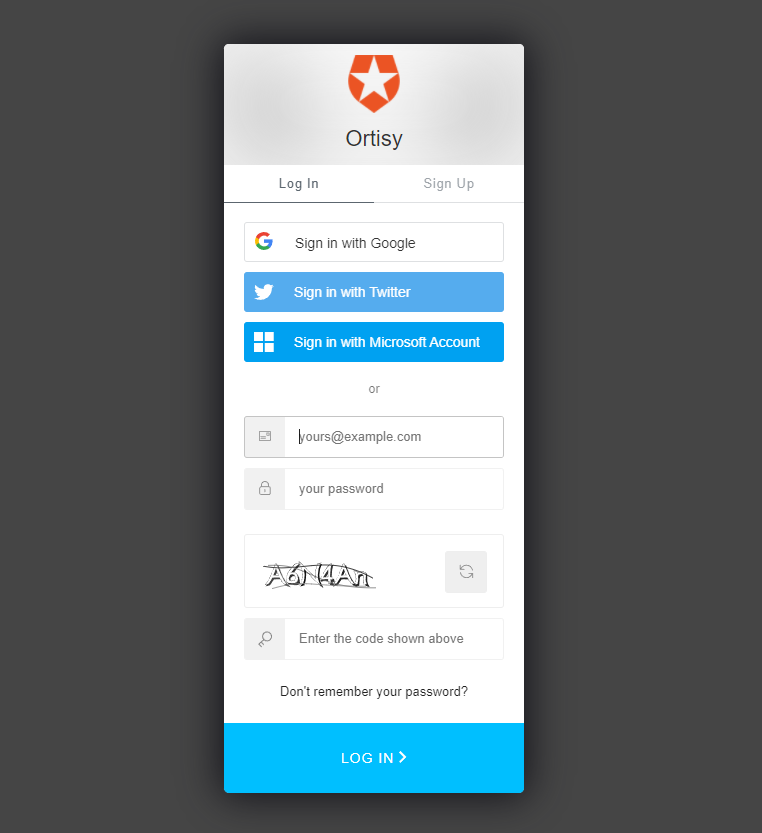 Ortisy
Log In
Sign Up
Sign in with Google
Sign in with Twitter
Sign in with Microsoft Account
or
yours@example.com
your password
Enter the code shown above
Don't remember your password?
LOG IN